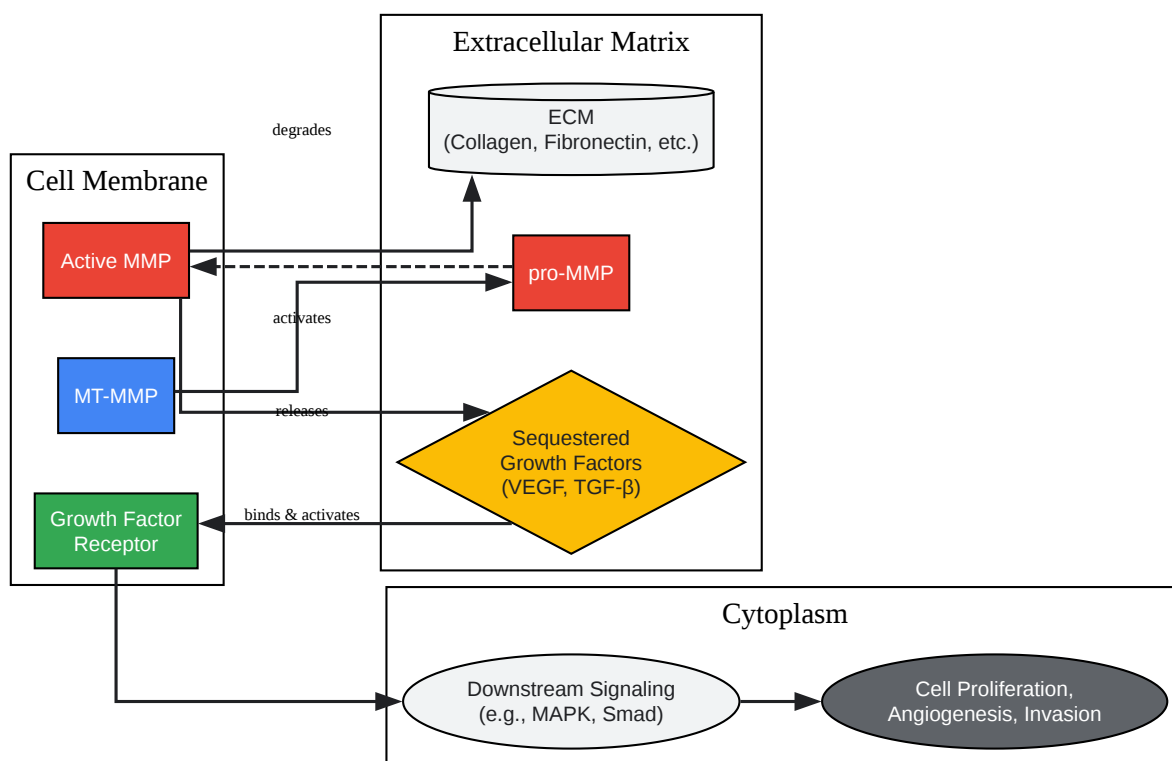 Extracellular Matrix
ECM
(Collagen, Fibronectin, etc.)
degrades
Cell Membrane
Active MMP
pro-MMP
activates
MT-MMP
releases
Sequestered
Growth Factors
(VEGF, TGF-β)
Growth Factor
Receptor
binds & activates
Cytoplasm
Downstream Signaling
(e.g., MAPK, Smad)
Cell Proliferation,
Angiogenesis, Invasion